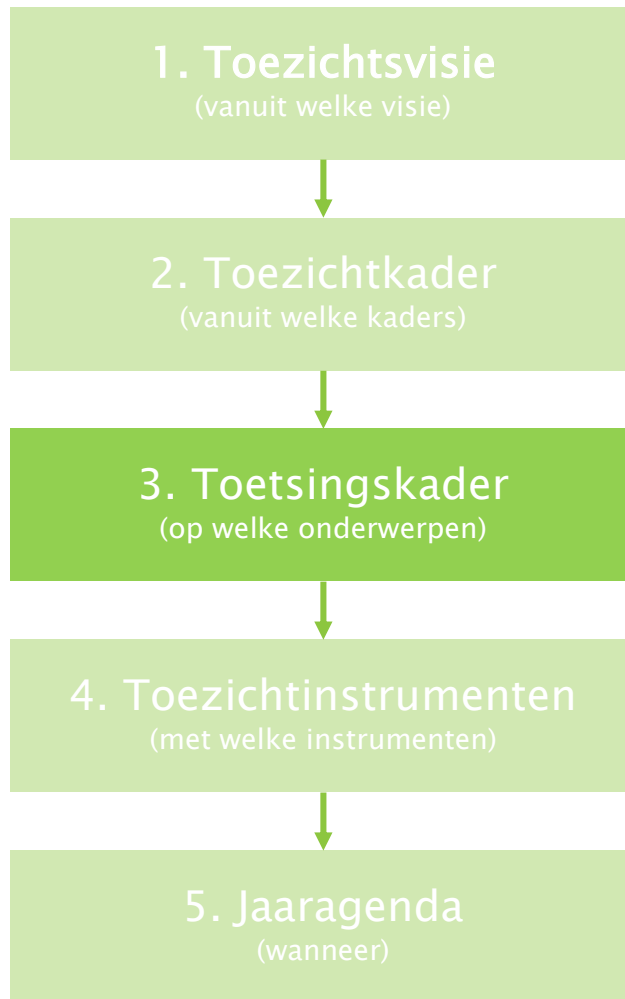 1. Toezichtsvisie
(vanuit welke visie)
2. Toezichtkader
(vanuit welke kaders)
3. Toetsingskader
(op welke onderwerpen)
4. Toezichtinstrumenten
(met welke instrumenten)
5. Jaaragenda
(wanneer)